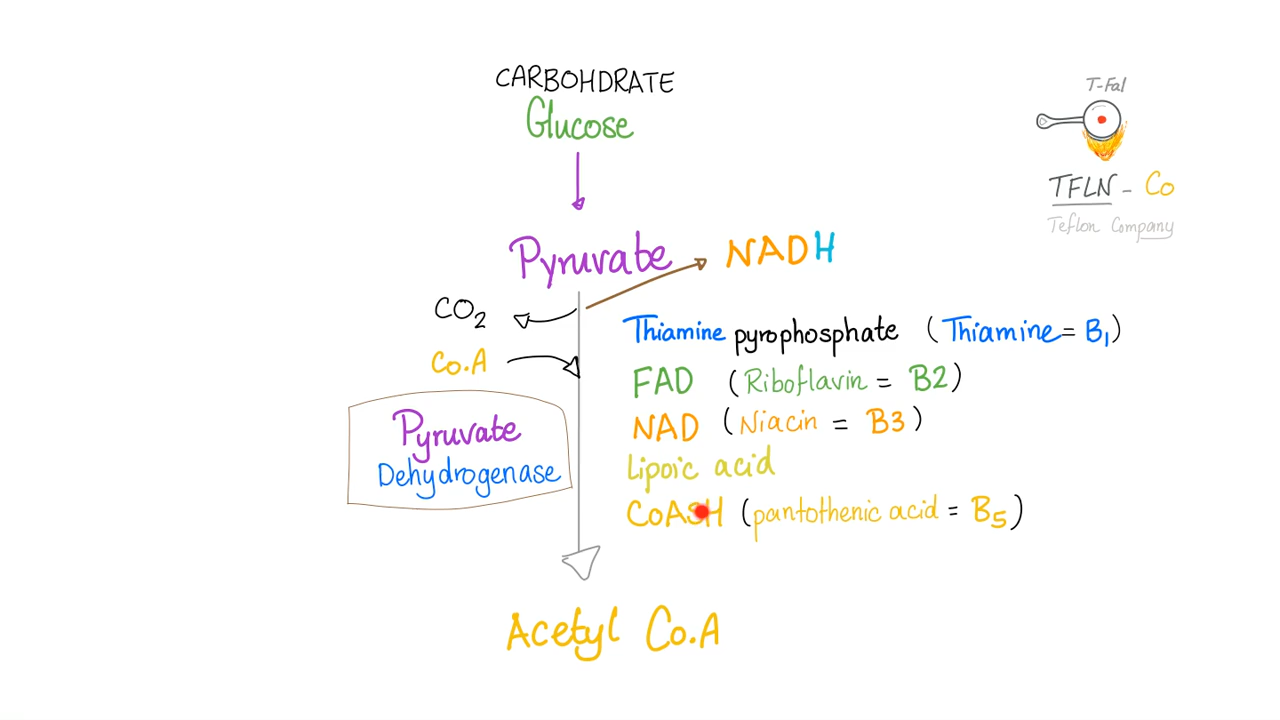 CARBOHDRATE
Glucose
T-Fal
TFLN - Co
Teflon Company
Pyruvate
NADH
CO2
Co.A
Thiamine pyrophosphate (Thiamine = B1)
FAD (Riboflavin = B2)
NAD (Niacin = B3)
Lipoic acid
CoASH (pantothenic acid = B5)
Pyruvate
Dehydrogenase
Acetyl Co.A